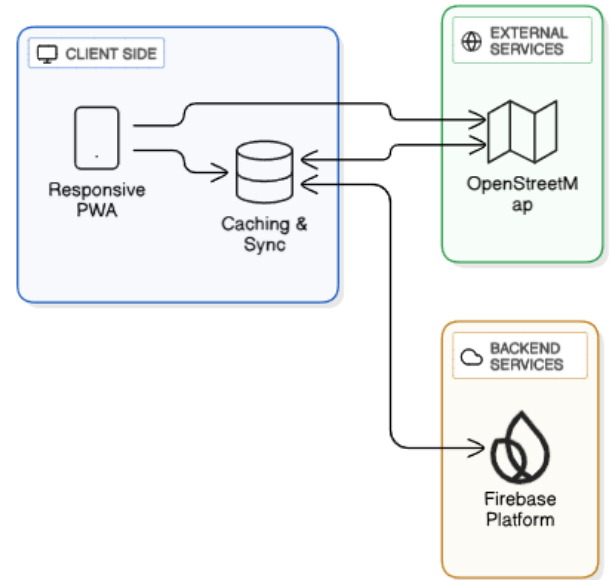 CLIENT SIDE
Responsive
PWA
Caching &
Sync
EXTERNAL
SERVICES
OpenStreetM
ap
BACKEND
SERVICES
Firebase
Platform